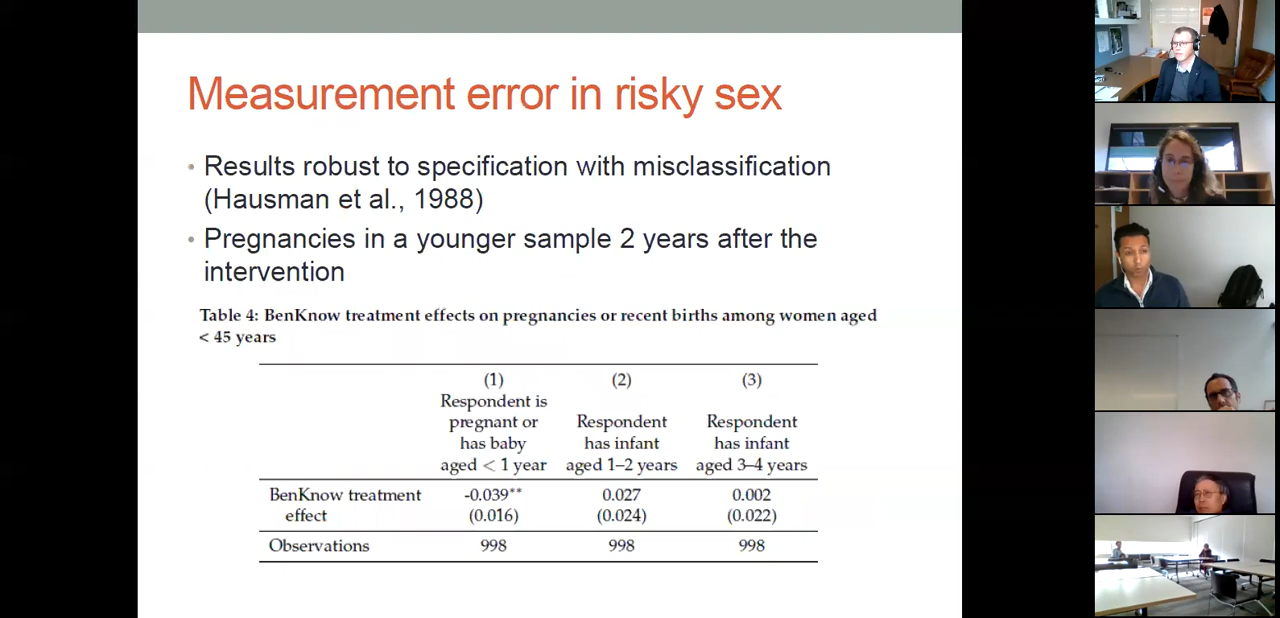 Measurement error in risky sex
• Results robust to specification with misclassification
(Hausman et al., 1988)
• Pregnancies in a younger sample 2 years after the
intervention
Table 4: BenKnow treatment effects on pregnancies or recent births among women aged
< 45 years
(1) (2) (3)
Respondent is
pregnant or Respondent Respondent
has baby has infant has infant
aged < 1 year aged 1–2 years aged 3–4 years
BenKnow treatment -0.039** 0.027 0.002
effect (0.016) (0.024) (0.022)
Observations 998 998 998